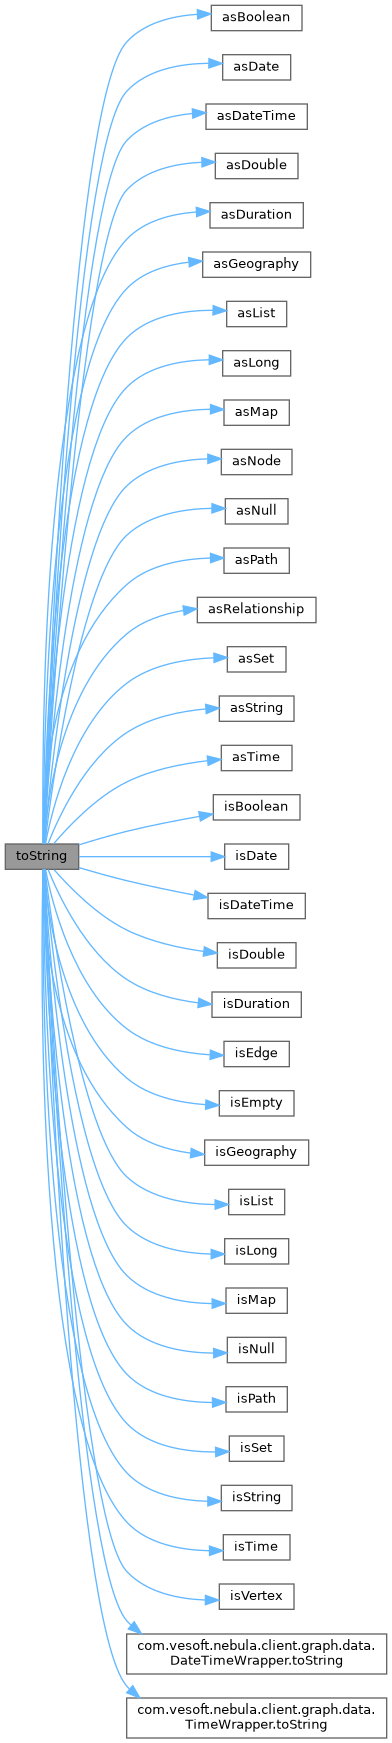 asBoolean
asDate
asDateTime
asDouble
asDuration
asGeography
asList
asLong
asMap
asNode
asNull
asPath
asRelationship
asSet
asString
asTime
isBoolean
toString
isDate
isDateTime
isDouble
isDuration
isEdge
isEmpty
isGeography
isList
isLong
isMap
isNull
isPath
isSet
isString
isTime
isVertex
com.vesoft.nebula.client.graph.data.
DateTimeWrapper.toString
com.vesoft.nebula.client.graph.data.
TimeWrapper.toString